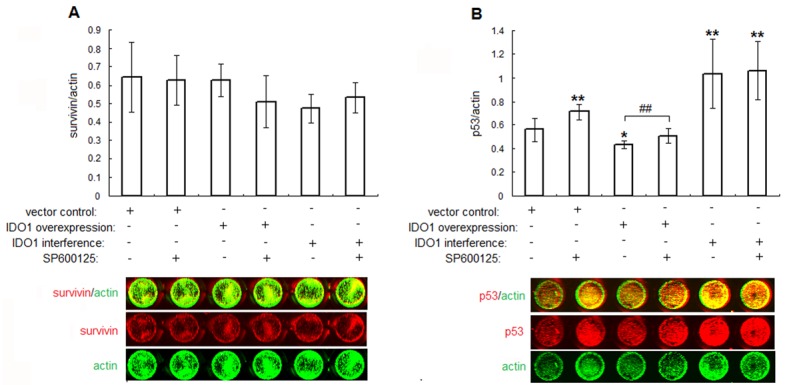 A
survivin/actin
0.9
0.8
0.7
0.6
0.5
0.4
0.3
0.2
0.1
0
vector control: + + - - - -
IDO1 overexpression: - - + + - -
IDO1 interference: - - - - + +
SP600125: - + - + - +
survivin/actin
survivin
actin
B
p53/actin
1.4
1.2
1
0.8
0.6
0.4
0.2
0
** * ## ** **
vector control: + + - - - -
IDO1 overexpression: - - + + - -
IDO1 interference: - - - - + +
SP600125: - + - + - +
p53/actin
p53
actin